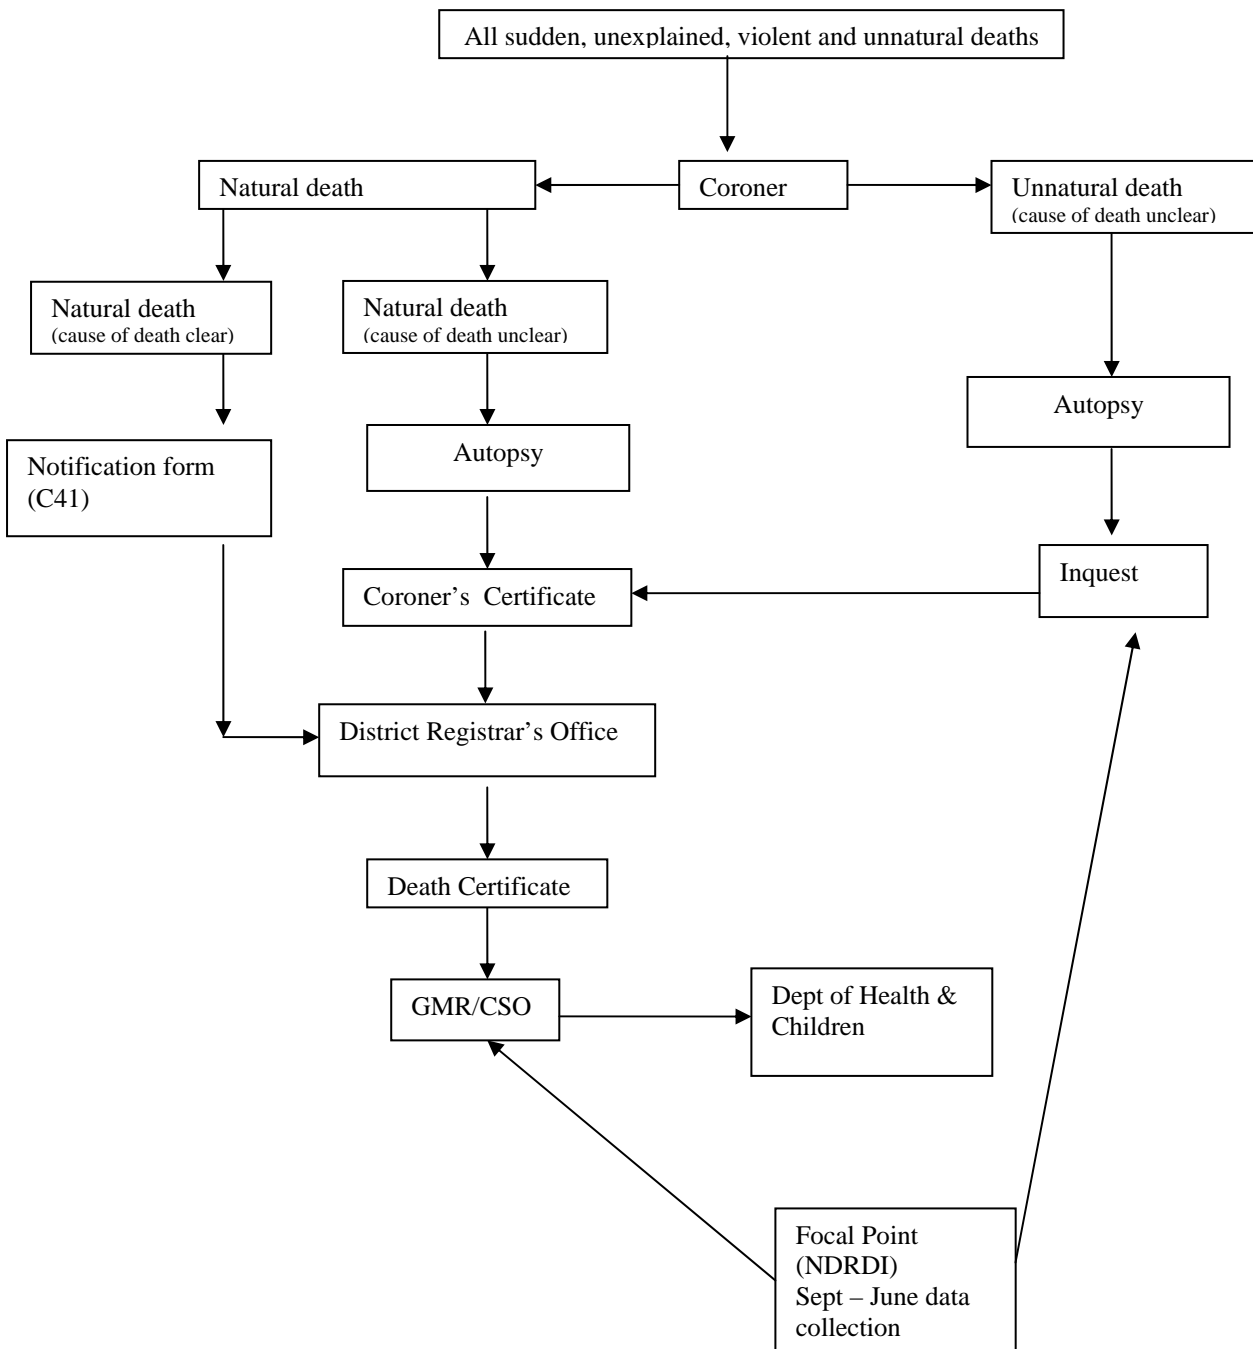 All sudden, unexplained, violent and unnatural deaths
Natural death
Coroner
Unnatural death
(cause of death unclear)
Natural death
(cause of death clear)
Natural death
(cause of death unclear)
Autopsy
Autopsy
Notification form
(C41)
Inquest
Coroner’s Certificate
District Registrar’s Office
Death Certificate
GMR/CSO
Dept of Health &
Children
Focal Point
(NDRDI)
Sept – June data
collection